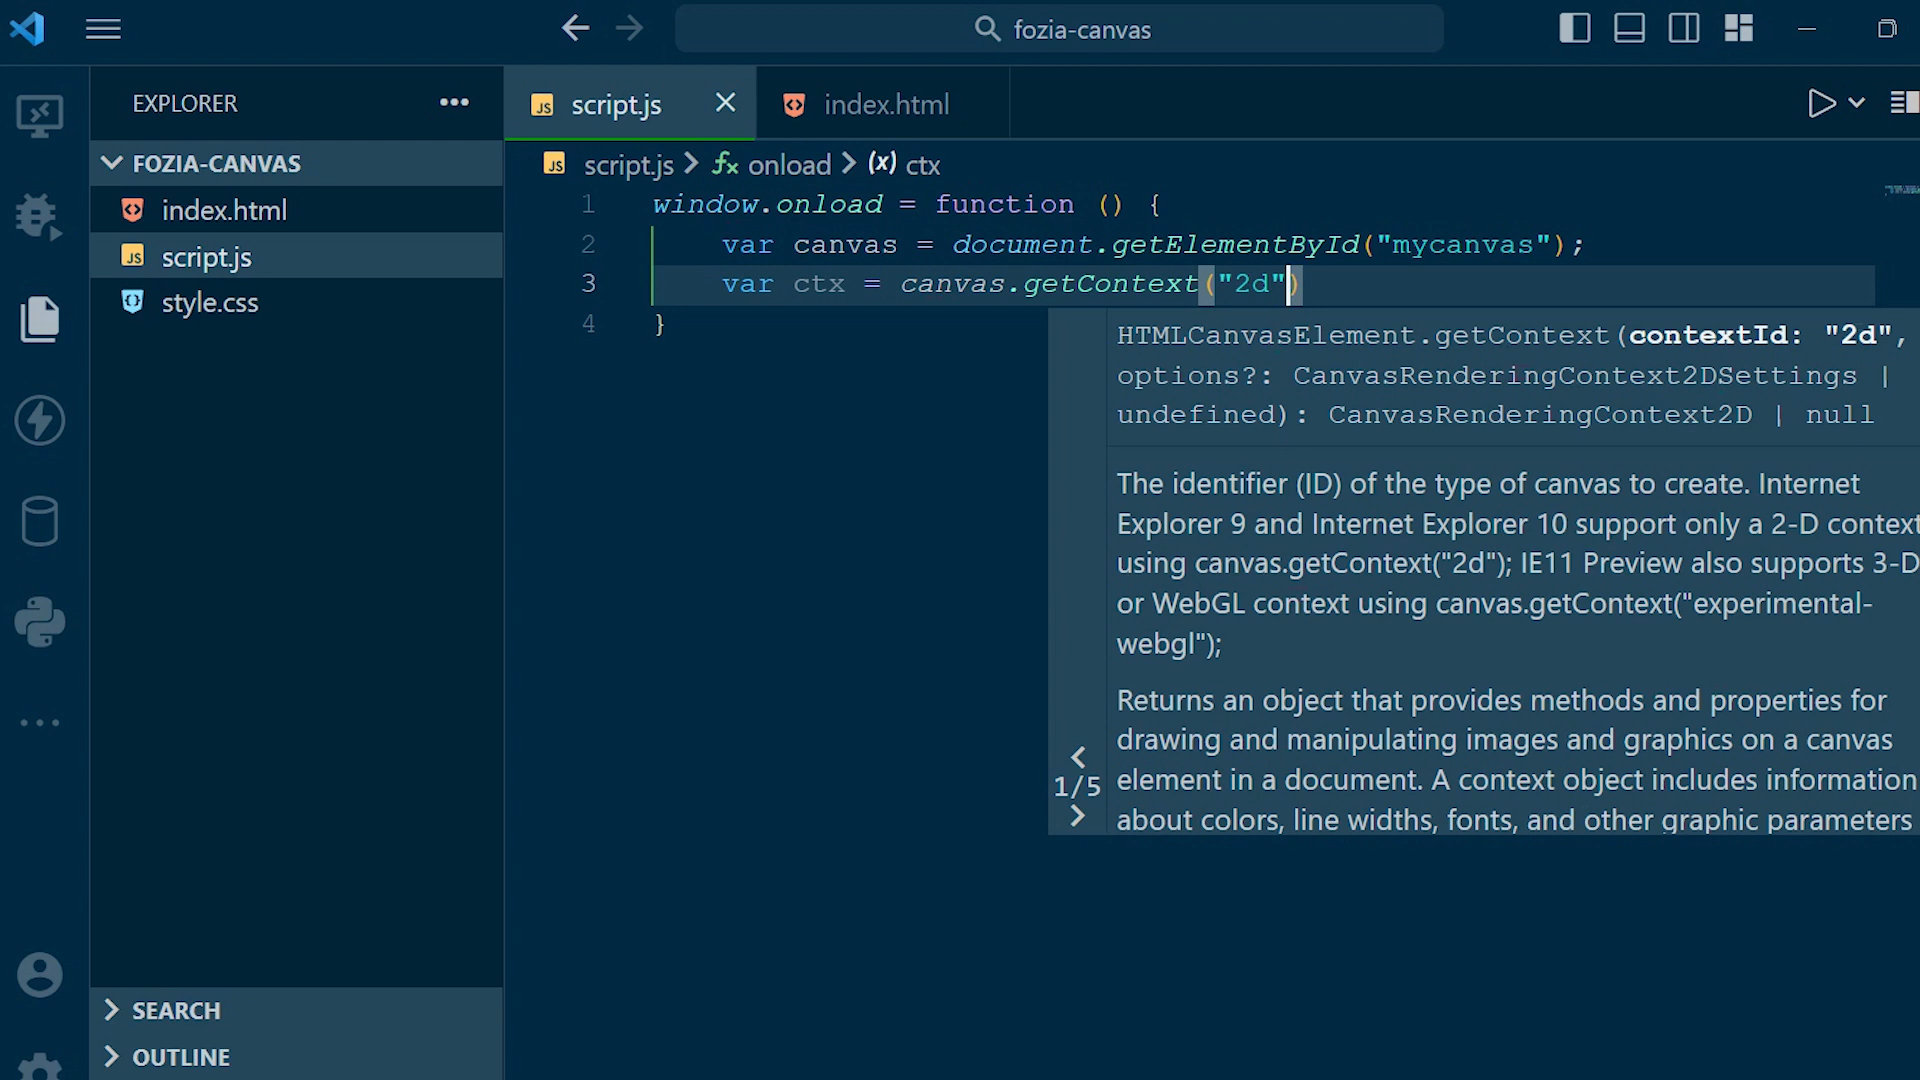 fozia-canvas
EXPLORER
script.js
index.html
FOZIA-CANVAS
index.html
script.js
style.css
script.js > onload > ctx
1 window.onload = function () {
2 var canvas = document.getElementById("mycanvas");
3 var ctx = canvas.getContext("2d")
4 }
HTMLCanvasElement.getContext(contextId: "2d",
options?: CanvasRenderingContext2DSettings |
undefined): CanvasRenderingContext2D | null
The identifier (ID) of the type of canvas to create. Internet
Explorer 9 and Internet Explorer 10 support only a 2-D context
using canvas.getContext("2d"); IE11 Preview also supports 3-D
or WebGL context using canvas.getContext("experimental-
webgl");
Returns an object that provides methods and properties for
drawing and manipulating images and graphics on a canvas
element in a document. A context object includes information
about colors, line widths, fonts, and other graphic parameters
1/5
SEARCH
OUTLINE